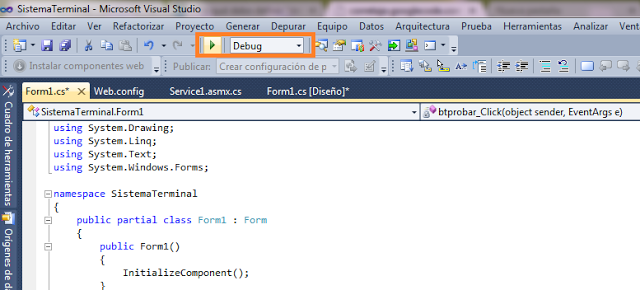 SistemaTerminal - Microsoft Visual Studio
Archivo Editar Ver Refactorizar Proyecto Generar Depurar Equipo Datos Arquitectura Prueba Herramientas Analizar Vent
Debug
Instalar componentes web Publicar: Crear configuración de p
Form1.cs* Web.config Service1.asmx.cs Form1.cs [Diseño]*
SistemaTerminal.Form1 btprobar_Click(object sender, EventArgs e)
Cuadro de herramientas
Orígenes de da
using System.Drawing;
using System.Linq;
using System.Text;
using System.Windows.Forms;
namespace SistemaTerminal
{
public partial class Form1 : Form
{
public Form1()
{
InitializeComponent();
}